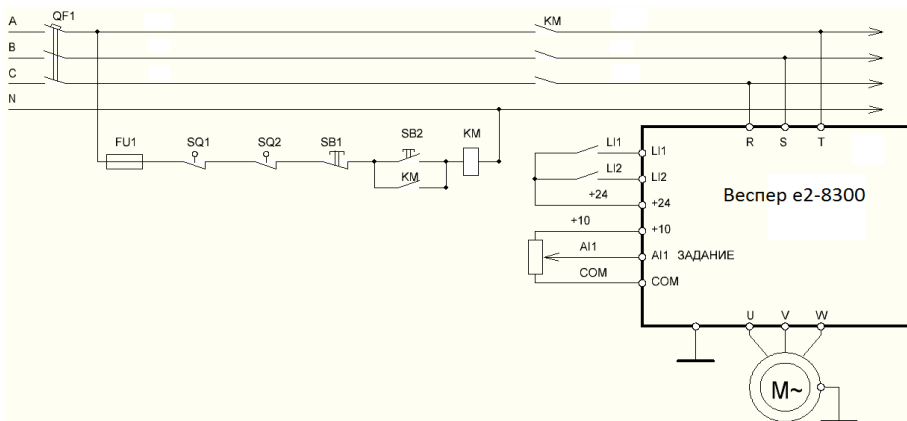 A QF1 KM
B
C
N
FU1 SQ1 SQ2 SB1 SB2 KM
KM
R S T
LI1 LI1
LI2 LI2
+24 +24
Веспер е2-8300
+10 +10
AI1 AI1 ЗАДАНИЕ
COM COM
U V W
M~